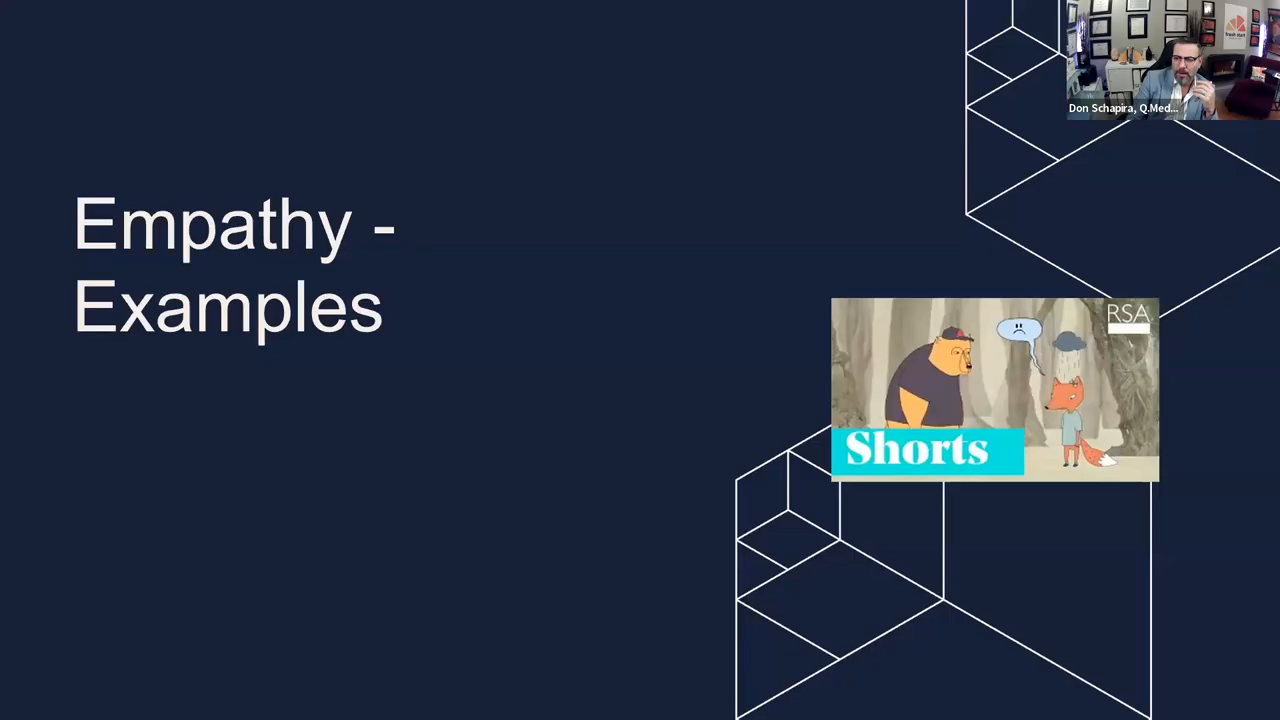 Don Schapira, Q.Med...
Empathy -
Examples
RSA
Shorts